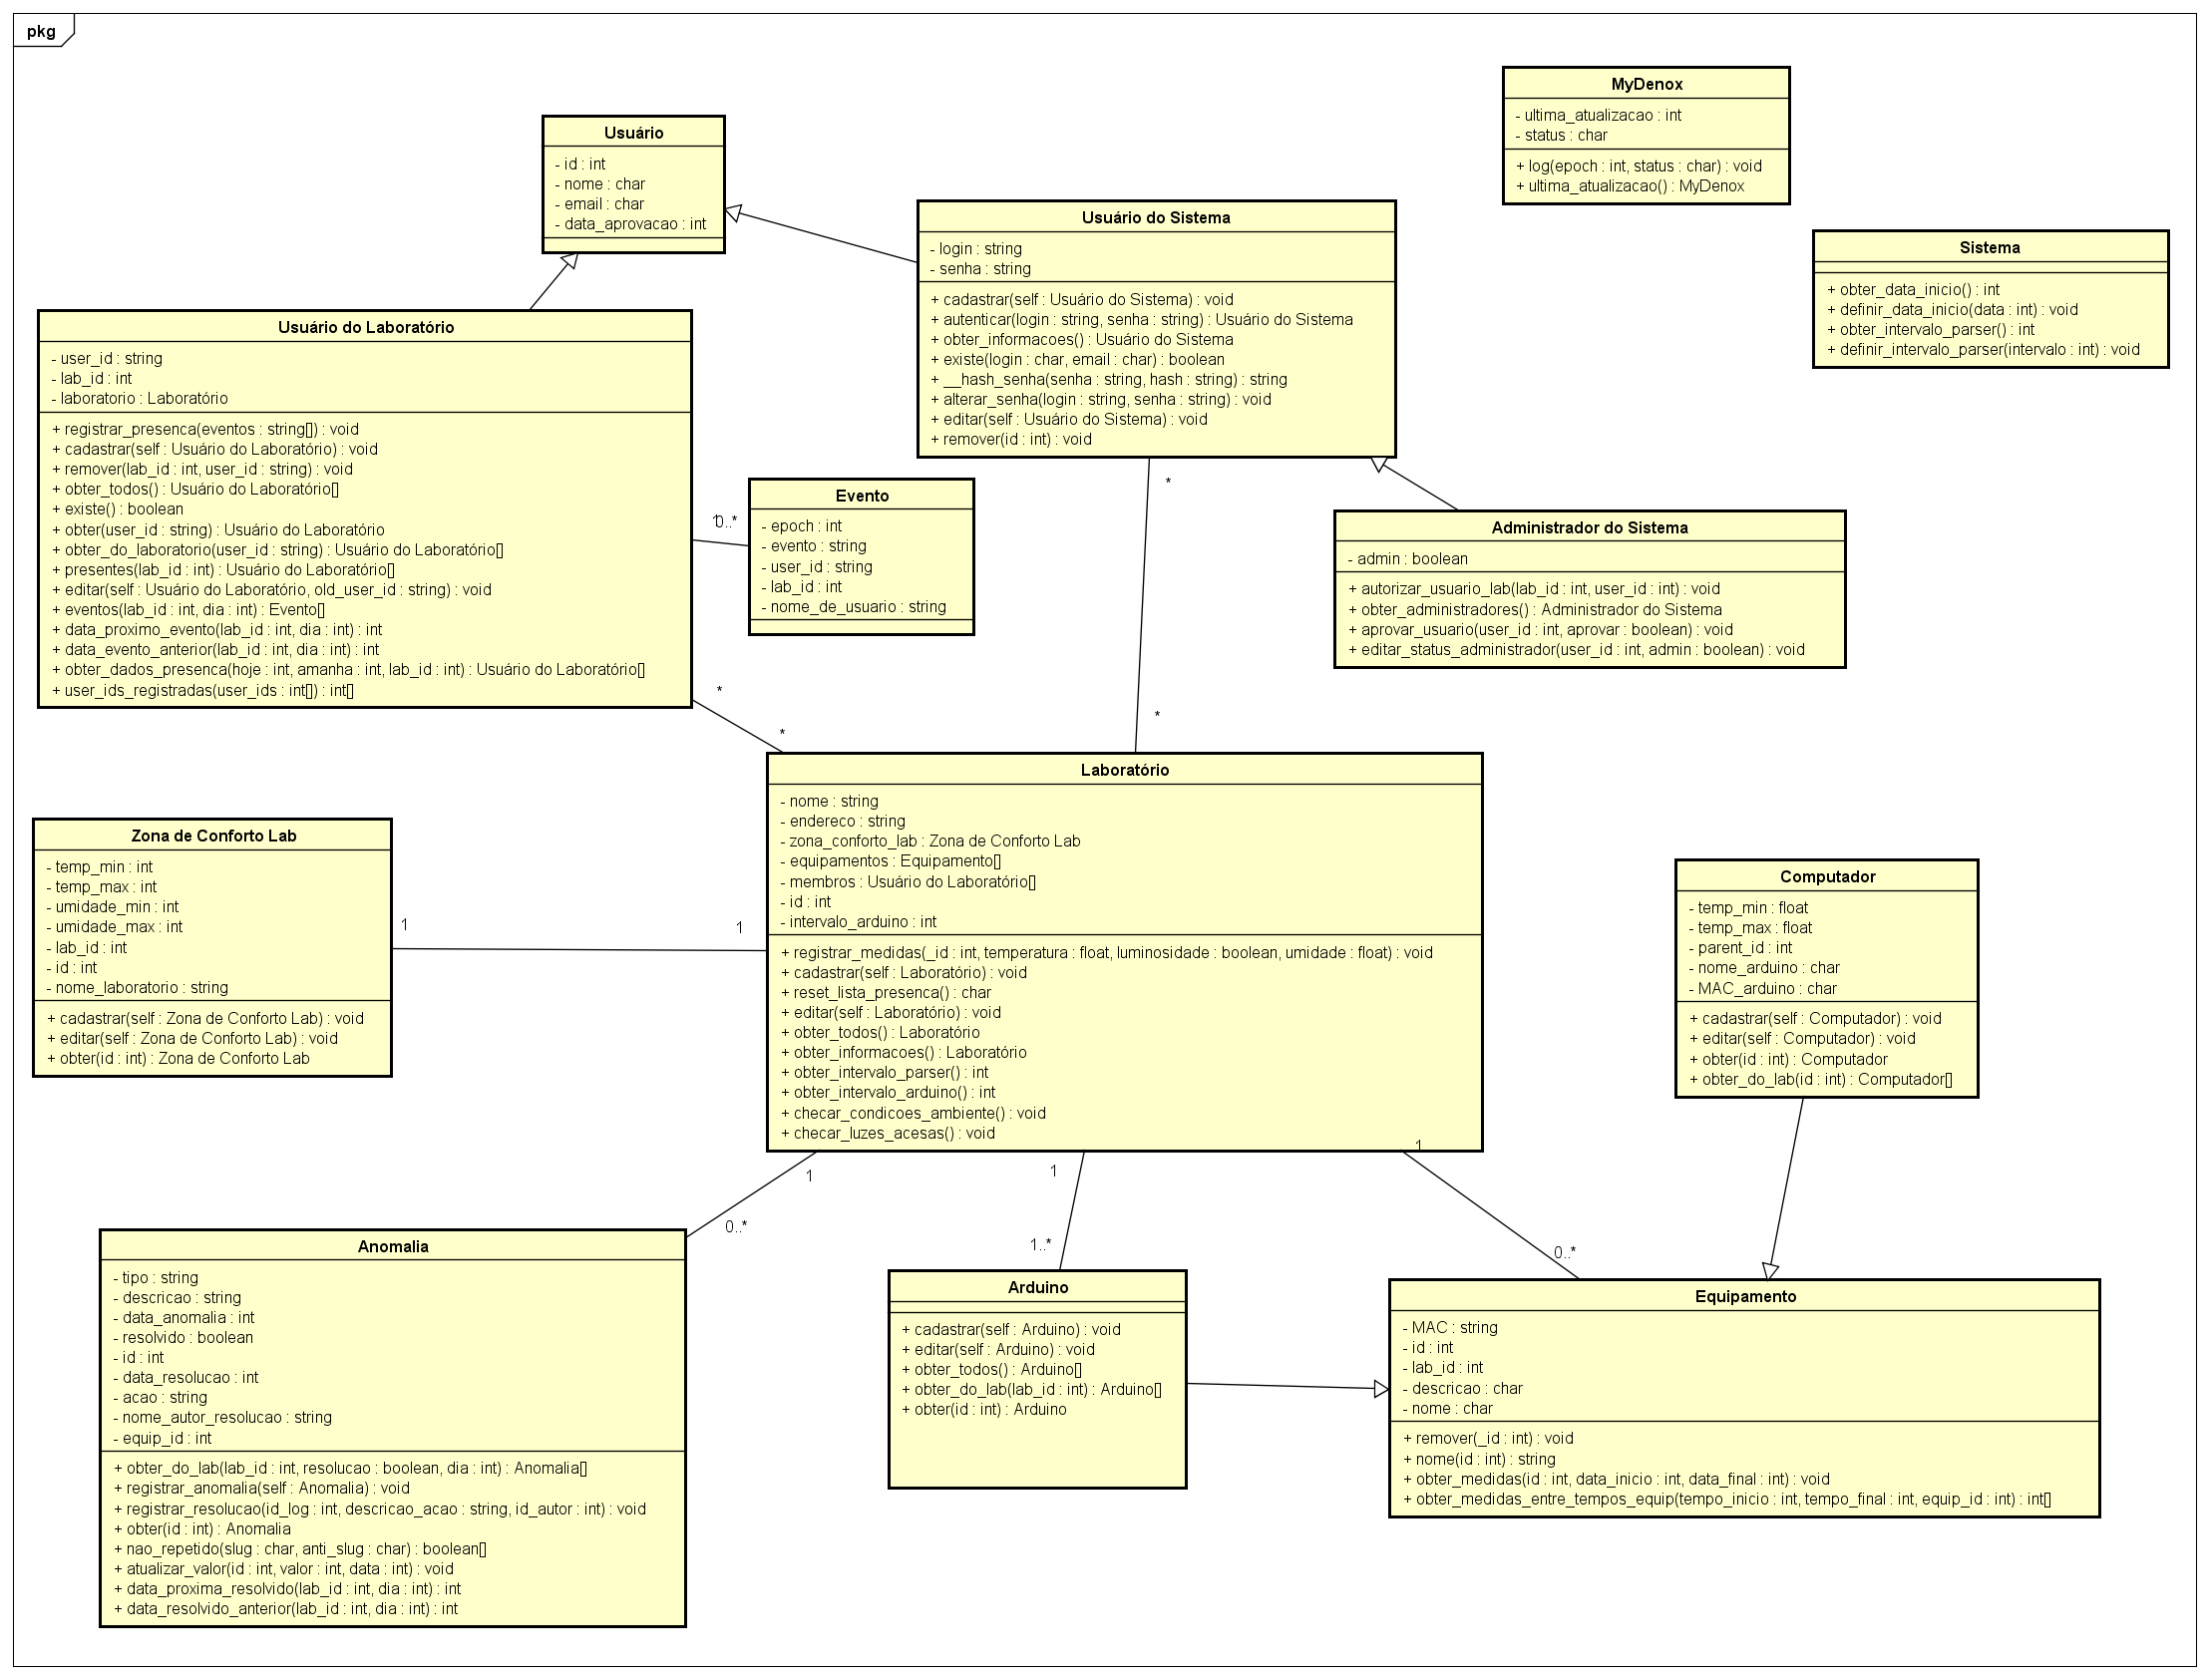 pkg
MyDenox
- ultima_atualizacao : int
- status : char
+ log(epoch : int, status : char) : void
+ ultima_atualizacao() : MyDenox
Usuário
- id : int
- nome : char
- email : char
- data_aprovacao : int
Usuário do Sistema
- login : string
- senha : string
+ cadastrar(self : Usuário do Sistema) : void
+ autenticar(login : string, senha : string) : Usuário do Sistema
+ obter_informacoes() : Usuário do Sistema
+ existe(login : char, email : char) : boolean
+ __hash_senha(senha : string, hash : string) : string
+ alterar_senha(login : string, senha : string) : void
+ editar(self : Usuário do Sistema) : void
+ remover(id : int) : void
Sistema
+ obter_data_inicio() : int
+ definir_data_inicio(data : int) : void
+ obter_intervalo_parser() : int
+ definir_intervalo_parser(intervalo : int) : void
Usuário do Laboratório
- user_id : string
- lab_id : int
- laboratorio : Laboratório
+ registrar_presenca(eventos : string[]) : void
+ cadastrar(self : Usuário do Laboratório) : void
+ remover(lab_id : int, user_id : string) : void
+ obter_todos() : Usuário do Laboratório[]
+ existe() : boolean
+ obter(user_id : string) : Usuário do Laboratório
+ obter_do_laboratorio(user_id : string) : Usuário do Laboratório[]
+ presentes(lab_id : int) : Usuário do Laboratório[]
+ editar(self : Usuário do Laboratório, old_user_id : string) : void
+ eventos(lab_id : int, dia : int) : Evento[]
+ data_proximo_evento(lab_id : int, dia : int) : int
+ data_evento_anterior(lab_id : int, dia : int) : int
+ obter_dados_presenca(hoje : int, amanha : int, lab_id : int) : Usuário do Laboratório[]
+ user_ids_registradas(user_ids : int[]) : int[]
1
0..*
Evento
- epoch : int
- evento : string
- user_id : string
- lab_id : int
- nome_de_usuario : string
*
*
Administrador do Sistema
- admin : boolean
+ autorizar_usuario_lab(lab_id : int, user_id : int) : void
+ obter_administradores() : Administrador do Sistema
+ aprovar_usuario(user_id : int, aprovar : boolean) : void
+ editar_status_administrador(user_id : int, admin : boolean) : void
*
*
Laboratório
- nome : string
- endereco : string
- zona_conforto_lab : Zona de Conforto Lab
- equipamentos : Equipamento[]
- membros : Usuário do Laboratório[]
- id : int
- intervalo_arduino : int
+ registrar_medidas(_id : int, temperatura : float, luminosidade : boolean, umidade : float) : void
+ cadastrar(self : Laboratório) : void
+ reset_lista_presenca() : char
+ editar(self : Laboratório) : void
+ obter_todos() : Laboratório
+ obter_informacoes() : Laboratório
+ obter_intervalo_parser() : int
+ obter_intervalo_arduino() : int
+ checar_condicoes_ambiente() : void
+ checar_luzes_acesas() : void
Zona de Conforto Lab
- temp_min : int
- temp_max : int
- umidade_min : int
- umidade_max : int
- lab_id : int
- id : int
- nome_laboratorio : string
+ cadastrar(self : Zona de Conforto Lab) : void
+ editar(self : Zona de Conforto Lab) : void
+ obter(id : int) : Zona de Conforto Lab
1
1
Computador
- temp_min : float
- temp_max : float
- parent_id : int
- nome_arduino : char
- MAC_arduino : char
+ cadastrar(self : Computador) : void
+ editar(self : Computador) : void
+ obter(id : int) : Computador
+ obter_do_lab(id : int) : Computador[]
1
0..*
1
1..*
1
0..*
Anomalia
- tipo : string
- descricao : string
- data_anomalia : int
- resolvido : boolean
- id : int
- data_resolucao : int
- acao : string
- nome_autor_resolucao : string
- equip_id : int
+ obter_do_lab(lab_id : int, resolucao : boolean, dia : int) : Anomalia[]
+ registrar_anomalia(self : Anomalia) : void
+ registrar_resolucao(id_log : int, descricao_acao : string, id_autor : int) : void
+ obter(id : int) : Anomalia
+ nao_repetido(slug : char, anti_slug : char) : boolean[]
+ atualizar_valor(id : int, valor : int, data : int) : void
+ data_proxima_resolvido(lab_id : int, dia : int) : int
+ data_resolvido_anterior(lab_id : int, dia : int) : int
Arduino
+ cadastrar(self : Arduino) : void
+ editar(self : Arduino) : void
+ obter_todos() : Arduino[]
+ obter_do_lab(lab_id : int) : Arduino[]
+ obter(id : int) : Arduino
Equipamento
- MAC : string
- id : int
- lab_id : int
- descricao : char
- nome : char
+ remover(_id : int) : void
+ nome(id : int) : string
+ obter_medidas(id : int, data_inicio : int, data_final : int) : void
+ obter_medidas_entre_tempos_equip(tempo_inicio : int, tempo_final : int, equip_id : int) : int[]